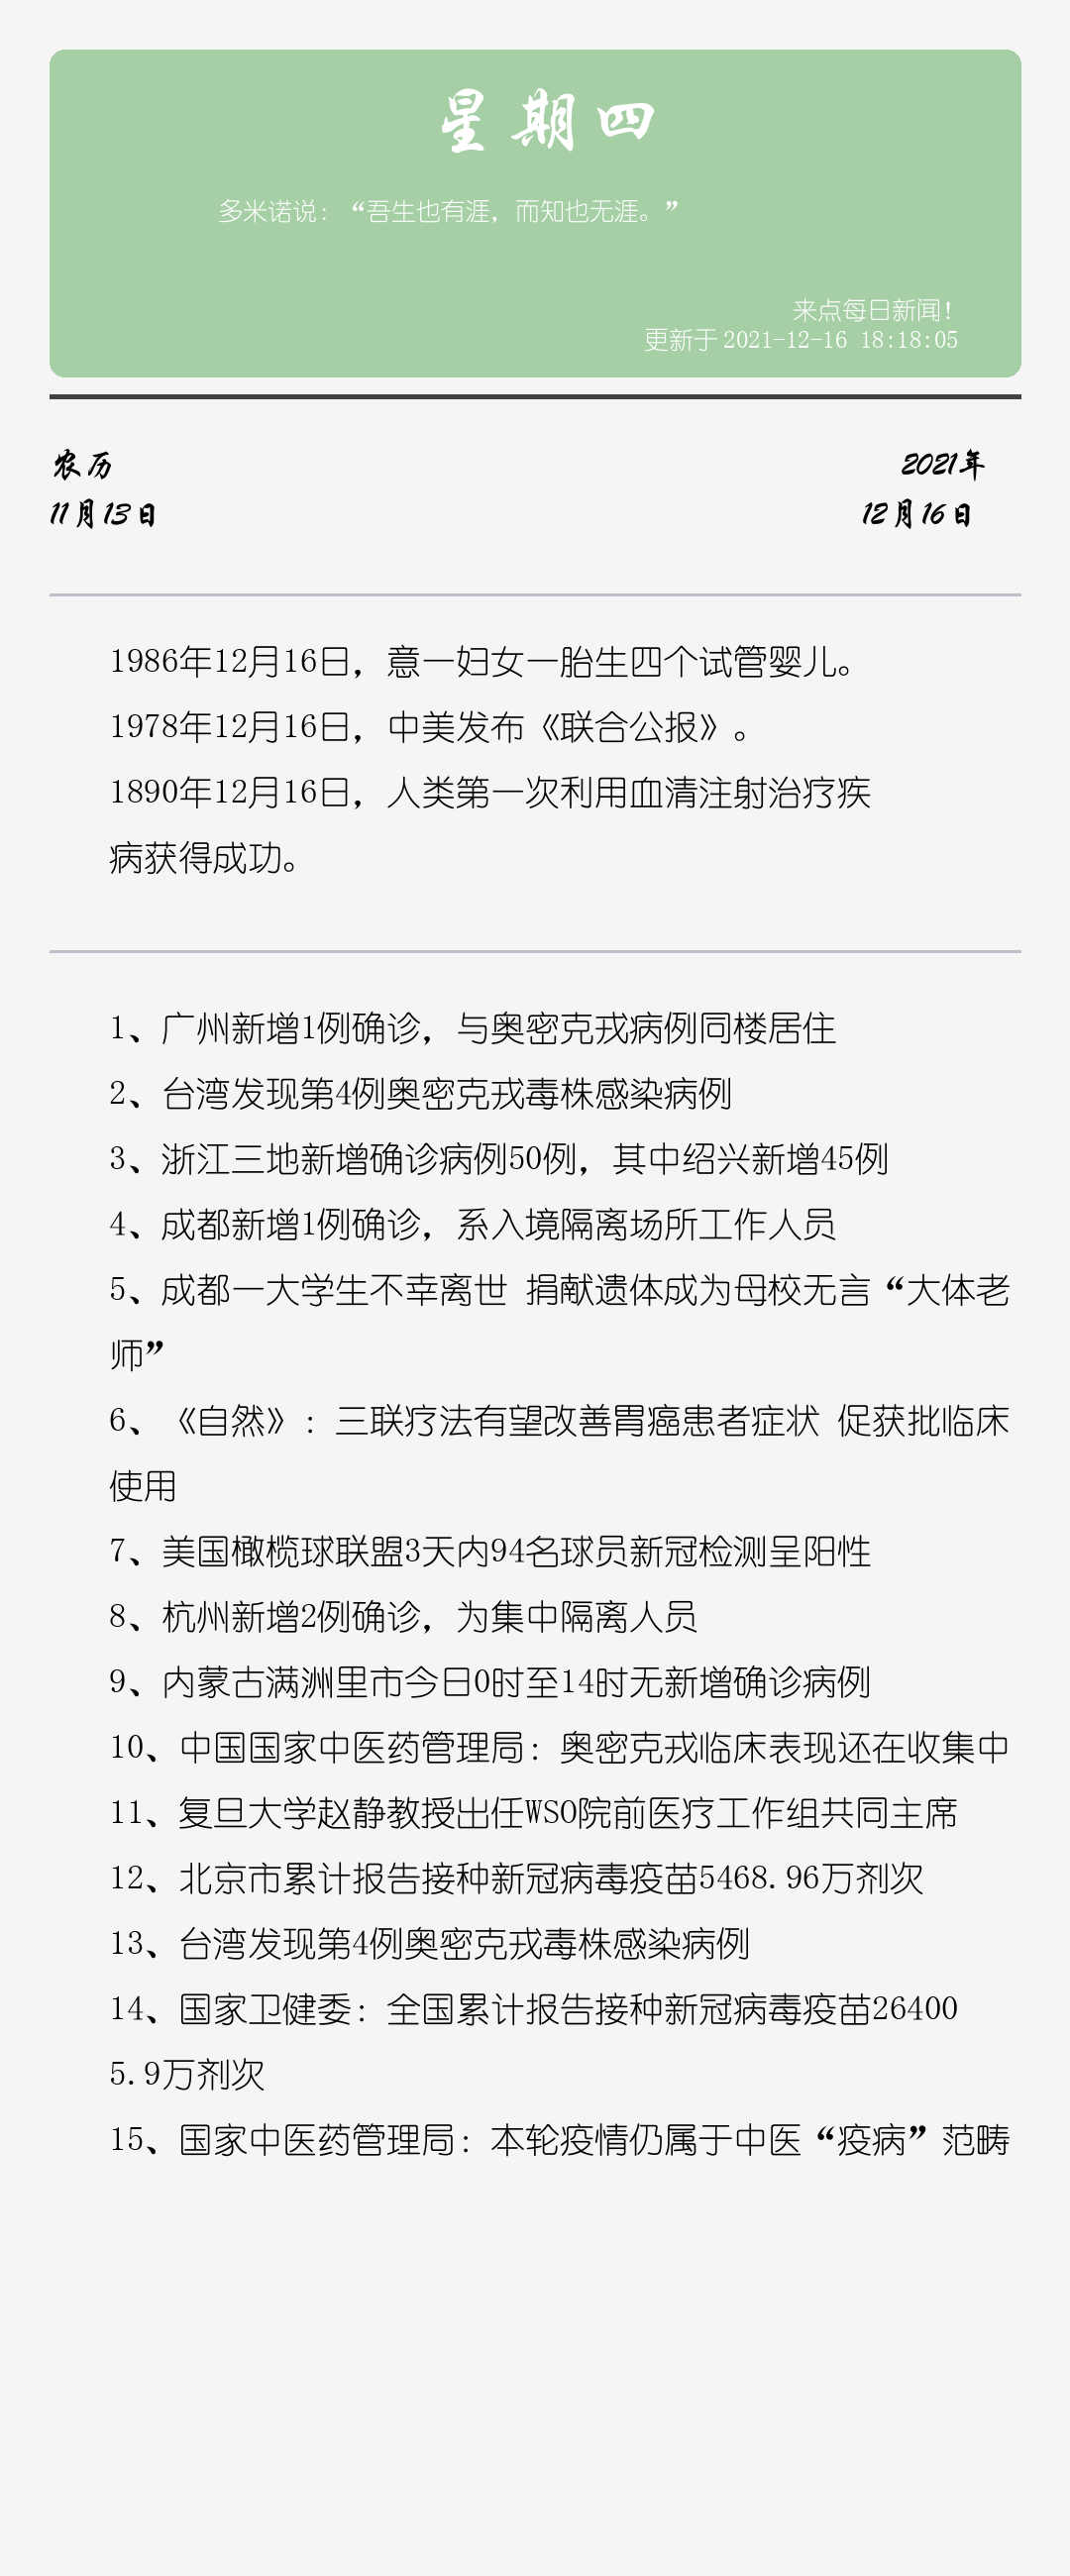 星期四
多米诺说：“吾生也有涯，而知也无涯。”
来点每日新闻！
更新于 2021-12-16 18:18:05
农历
2021年
11月13日
12月16日
1986年12月16日，意一妇女一胎生四个试管婴儿。
1978年12月16日，中美发布《联合公报》。
1890年12月16日，人类第一次利用血清注射治疗疾
病获得成功。
1、广州新增1例确诊，与奥密克戎病例同楼居住
2、台湾发现第4例奥密克戎毒株感染病例
3、浙江三地新增确诊病例50例，其中绍兴新增45例
4、成都新增1例确诊，系入境隔离场所工作人员
5、成都一大学生不幸离世 捐献遗体成为母校无言“大体老
师”
6、《自然》：三联疗法有望改善胃癌患者症状 促获批临床
使用
7、美国橄榄球联盟3天内94名球员新冠检测呈阳性
8、杭州新增2例确诊，为集中隔离人员
9、内蒙古满洲里市今日0时至14时无新增确诊病例
10、中国国家中医药管理局：奥密克戎临床表现还在收集中
11、复旦大学赵静教授出任WSO院前医疗工作组共同主席
12、北京市累计报告接种新冠病毒疫苗5468.96万剂次
13、台湾发现第4例奥密克戎毒株感染病例
14、国家卫健委：全国累计报告接种新冠病毒疫苗26400
5.9万剂次
15、国家中医药管理局：本轮疫情仍属于中医“疫病”范畴